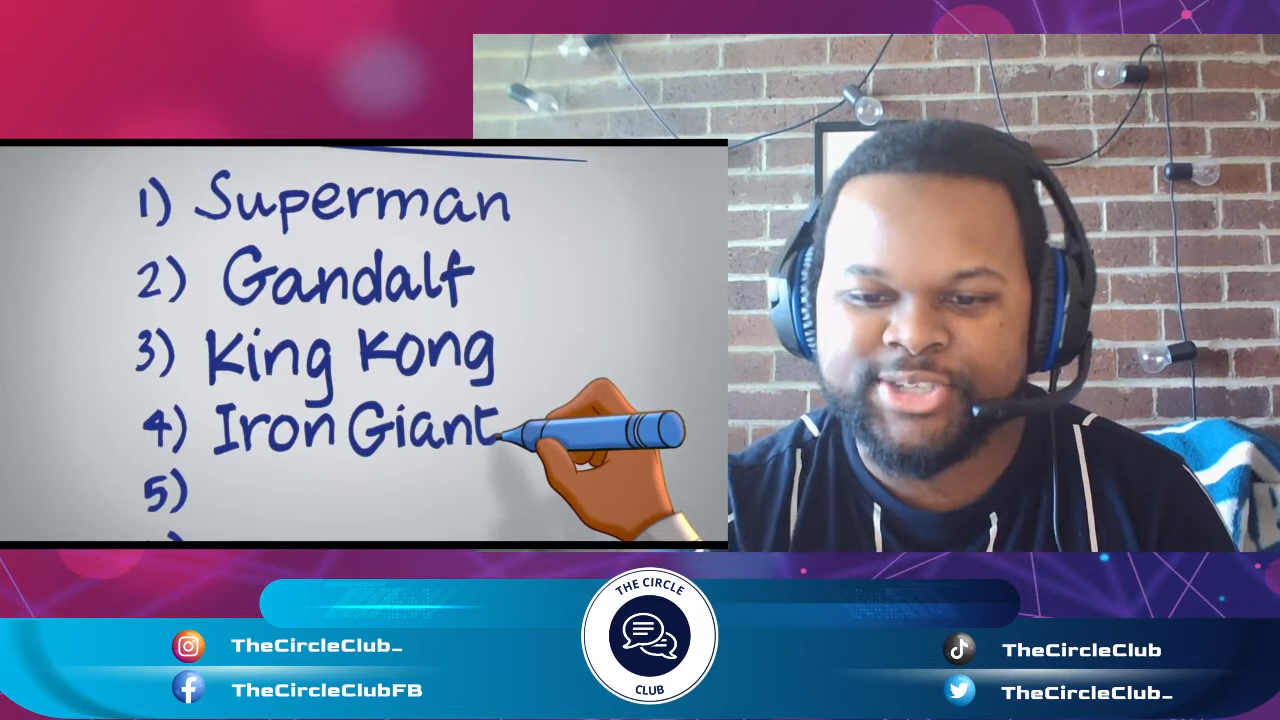 1) Superman
2) Gandalf
3) King Kong
4) Iron Giant
5)
THE CIRCLE
CLUB
TheCircleClub_
TheCircleClubFB
TheCircleClub
TheCircleClub_